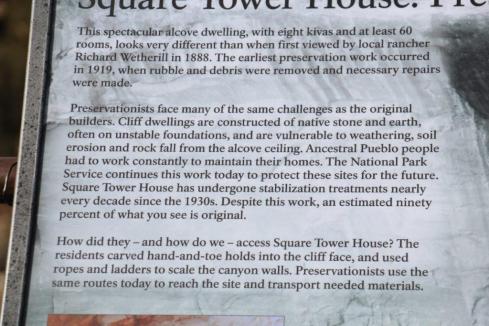 Square Tower House: Pre
This spectacular alcove dwelling, with eight kivas and at least 60
rooms, looks very different than when first viewed by local rancher
Richard Wetherill in 1888. The earliest preservation work occurred
in 1919, when rubble and debris were removed and necessary repairs
were made.
Preservationists face many of the same challenges as the original
builders. Cliff dwellings are constructed of native stone and earth,
often on unstable foundations, and are vulnerable to weathering, soil
erosion and rock fall from the alcove ceiling. Ancestral Pueblo people
had to work constantly to maintain their homes. The National Park
Service continues this work today to protect these sites for the future.
Square Tower House has undergone stabilization treatments nearly
every decade since the 1930s. Despite this work, an estimated ninety
percent of what you see is original.
How did they – and how do we – access Square Tower House? The
residents carved hand-and-toe holds into the cliff face, and used
ropes and ladders to scale the canyon walls. Preservationists use the
same routes today to reach the site and transport needed materials.